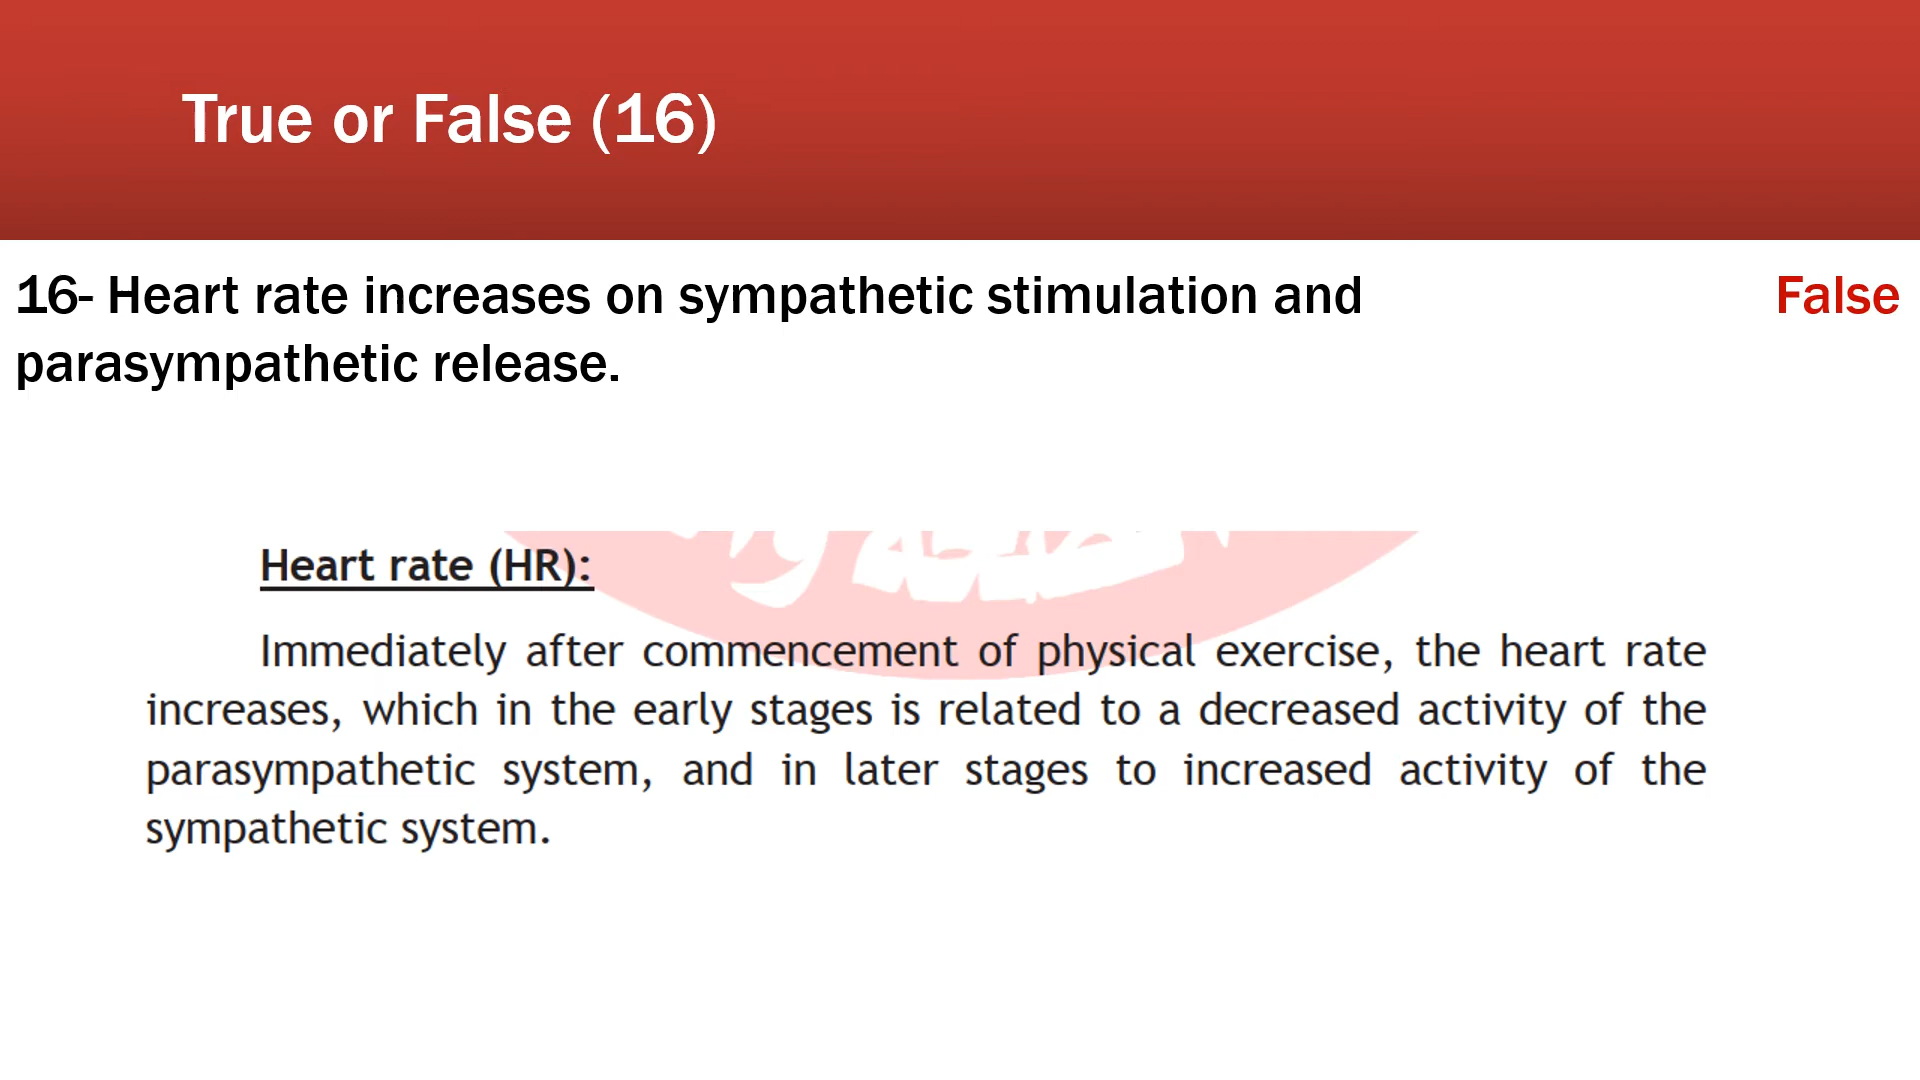 True or False (16)
16- Heart rate increases on sympathetic stimulation and
False
parasympathetic release.
Heart rate (HR):
Immediately after commencement of physical exercise, the heart rate
increases, which in the early stages is related to a decreased activity of the
parasympathetic system, and in later stages to increased activity of the
sympathetic system.